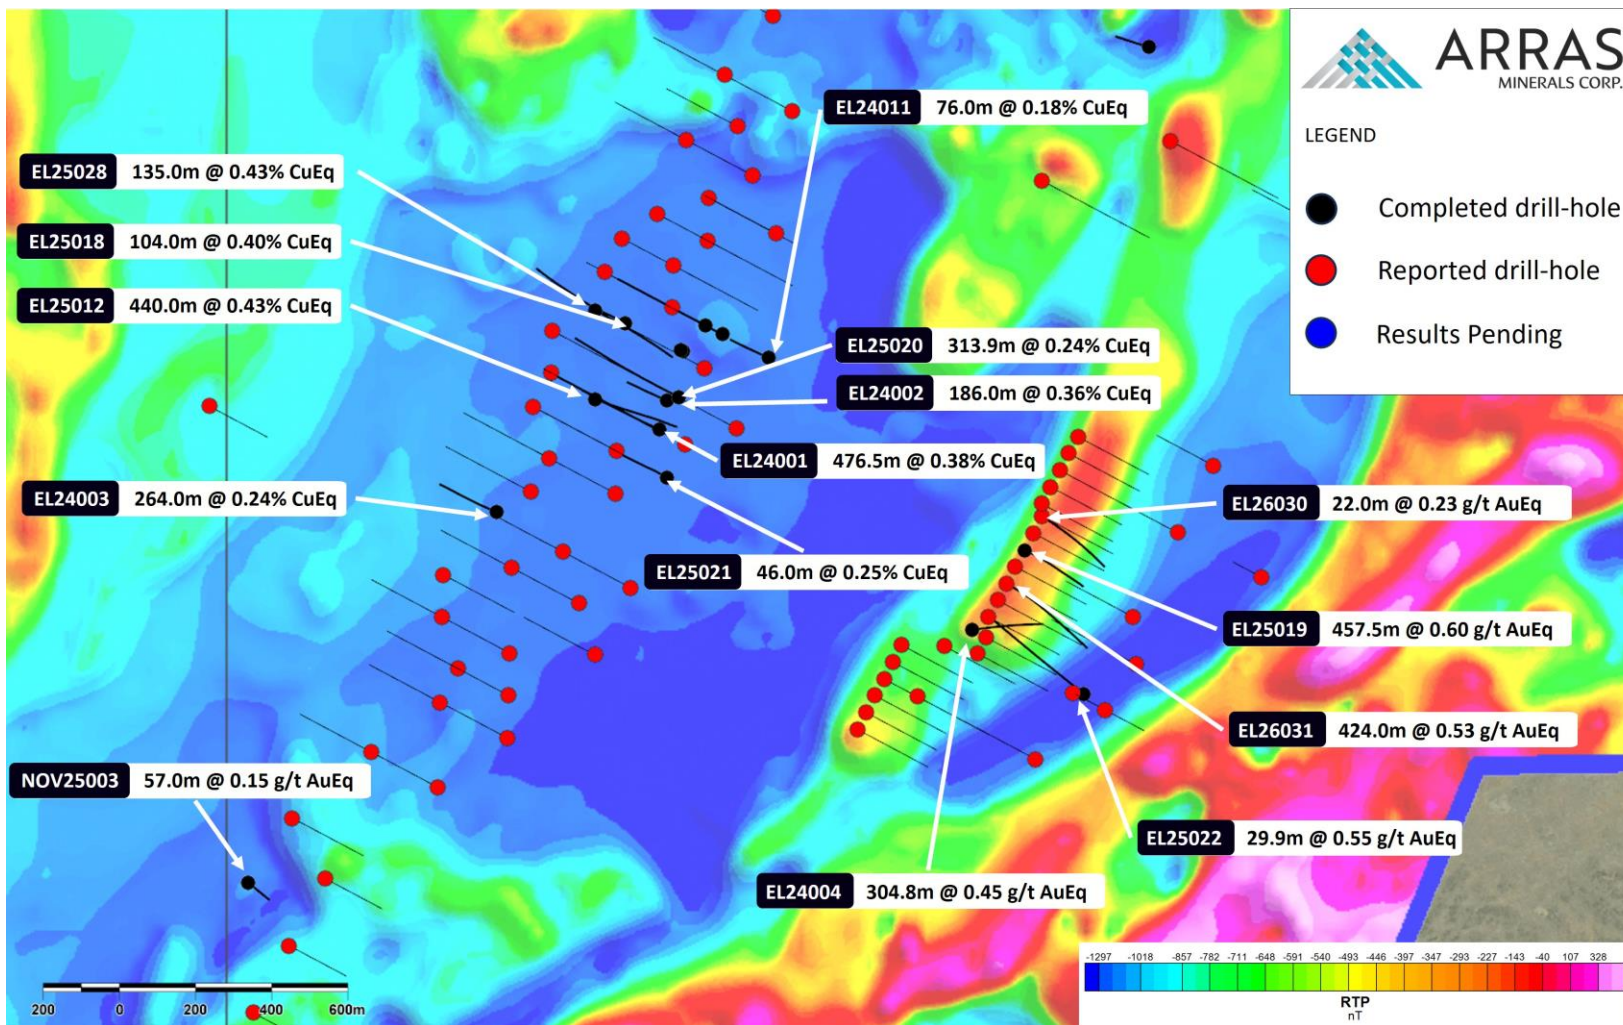 ARRAS
MINERALS CORP.
LEGEND
Completed drill-hole
Reported drill-hole
Results Pending
EL24011 76.0m @ 0.18% CuEq
EL25028 135.0m @ 0.43% CuEq
EL25018 104.0m @ 0.40% CuEq
EL25012 440.0m @ 0.43% CuEq
EL25020 313.9m @ 0.24% CuEq
EL24002 186.0m @ 0.36% CuEq
EL24001 476.5m @ 0.38% CuEq
EL24003 264.0m @ 0.24% CuEq
EL26030 22.0m @ 0.23 g/t AuEq
EL25021 46.0m @ 0.25% CuEq
EL25019 457.5m @ 0.60 g/t AuEq
EL26031 424.0m @ 0.53 g/t AuEq
NOV25003 57.0m @ 0.15 g/t AuEq
EL25022 29.9m @ 0.55 g/t AuEq
EL24004 304.8m @ 0.45 g/t AuEq
200 0 200 400 600m
-1297 -1018 -857 -782 -711 -648 -591 -540 -493 -446 -397 -347 -293 -227 -143 -40 107 328
RTP
nT